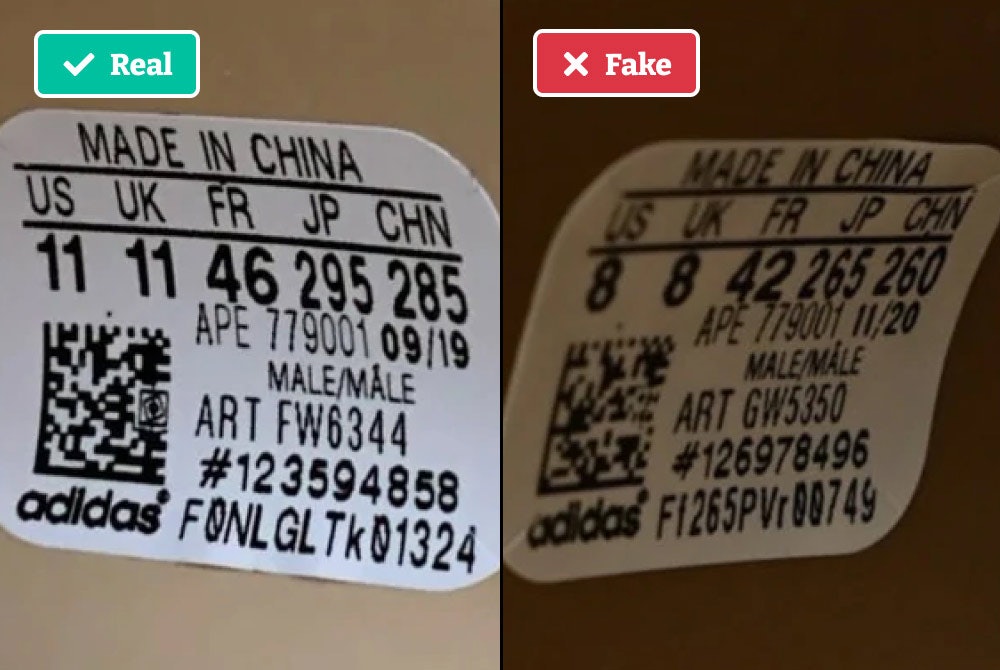 Real
MADE IN CHINA
US UK FR JP CHN
11 11 46 295 285
APE 779001 09/19
MALE/MÂLE
ART FW6344
#123594858
adidas® F0NLGLTk01324
Fake
MADE IN CHINA
US UK FR JP CHN
8 8 42 265 260
APE 779001 11/20
MALE/MÂLE
ART GW5350
#126978496
adidas® F1265PVr00749